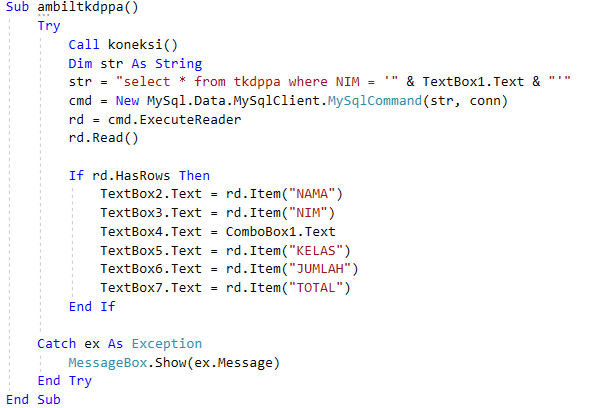 Sub ambiltkdppa()
Try
Call koneksi()
Dim str As String
str = "select * from tkdppa where NIM = '" & TextBox1.Text & "'"
cmd = New MySql.Data.MySqlClient.MySqlCommand(str, conn)
rd = cmd.ExecuteReader
rd.Read()
If rd.HasRows Then
TextBox2.Text = rd.Item("NAMA")
TextBox3.Text = rd.Item("NIM")
TextBox4.Text = ComboBox1.Text
TextBox5.Text = rd.Item("KELAS")
TextBox6.Text = rd.Item("JUMLAH")
TextBox7.Text = rd.Item("TOTAL")
End If
Catch ex As Exception
MessageBox.Show(ex.Message)
End Try
End Sub